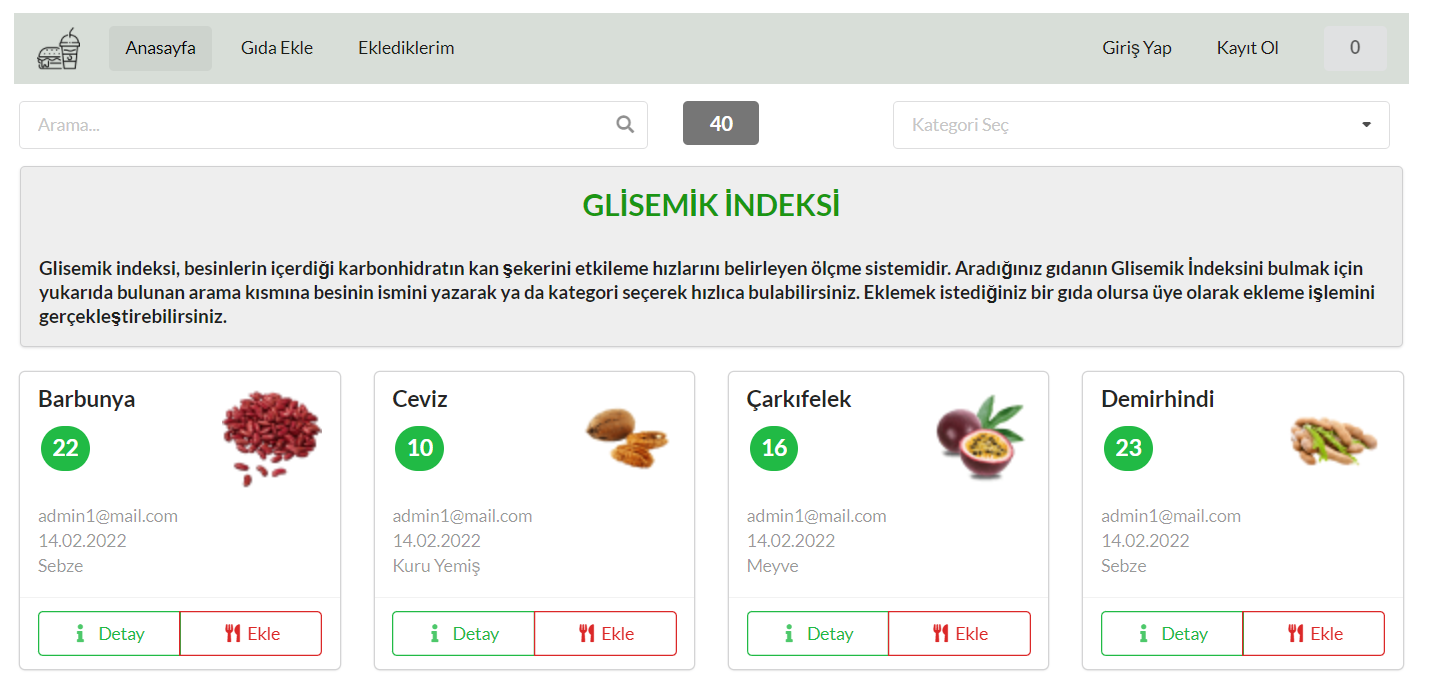 Anasayfa Gıda Ekle Eklediklerim Giriş Yap Kayıt Ol 0
Arama... 40 Kategori Seç
GLİSEMİK İNDEKSİ
Glisemik indeksi, besinlerin içerdiği karbonhidratın kan şekerini etkileme hızlarını belirleyen ölçme sistemidir. Aradığınız gıdanın Glisemik İndeksini bulmak için
yukarıda bulunan arama kısmına besinin ismini yazarak ya da kategori seçerek hızlıca bulabilirsiniz. Eklemek istediğiniz bir gıda olursa üye olarak ekleme işlemini
gerçekleştirebilirsiniz.
Barbunya
22
admin1@mail.com
14.02.2022
Sebze
Detay Ekle
Ceviz
10
admin1@mail.com
14.02.2022
Kuru Yemiş
Detay Ekle
Çarkıfelek
16
admin1@mail.com
14.02.2022
Meyve
Detay Ekle
Demirhindi
23
admin1@mail.com
14.02.2022
Sebze
Detay Ekle